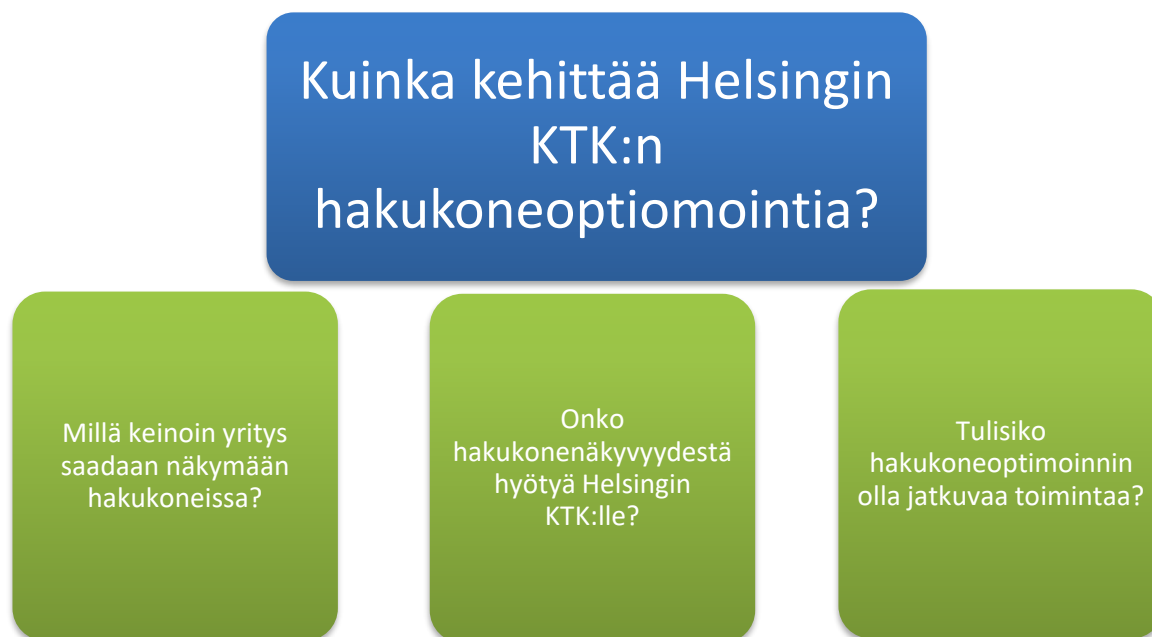 Kuinka kehittää Helsingin
KTK:n
hakukoneoptiomointia?
Millä keinoin yritys
saadaan näkymään
hakukoneissa?
Onko
hakukonenäkyvyydestä
hyötyä Helsingin
KTK:lle?
Tulisiko
hakukoneoptimoinnin
olla jatkuvaa toimintaa?